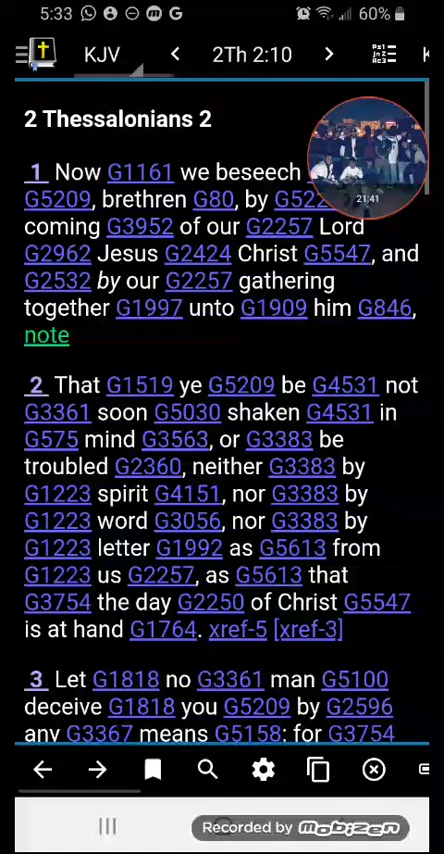 5:33 60%
KJV < 2Th 2:10 >
2 Thessalonians 2
21:41
1 Now G1161 we beseech
G5209, brethren G80, by G522
coming G3952 of our G2257 Lord
G2962 Jesus G2424 Christ G5547, and
G2532 by our G2257 gathering
together G1997 unto G1909 him G846,
note
2 That G1519 ye G5209 be G4531 not
G3361 soon G5030 shaken G4531 in
G575 mind G3563, or G3383 be
troubled G2360, neither G3383 by
G1223 spirit G4151, nor G3383 by
G1223 word G3056, nor G3383 by
G1223 letter G1992 as G5613 from
G1223 us G2257, as G5613 that
G3754 the day G2250 of Christ G5547
is at hand G1764. xref-5 [xref-3]
3 Let G1818 no G3361 man G5100
deceive G1818 you G5209 by G2596
any G3367 means G5158: for G3754
Recorded by Mobizen